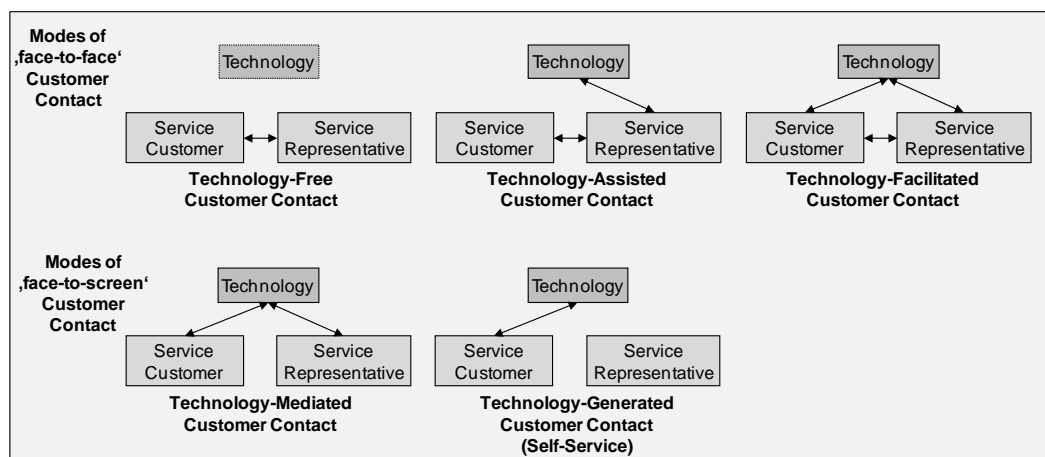 Modes of
‚face-to-face‘
Customer
Contact
Technology
Service
Customer
Service
Representative
Technology-Free
Customer Contact
Technology
Service
Customer
Service
Representative
Technology-Assisted
Customer Contact
Technology
Service
Customer
Service
Representative
Technology-Facilitated
Customer Contact
Modes of
‚face-to-screen‘
Customer
Contact
Technology
Service
Customer
Service
Representative
Technology-Mediated
Customer Contact
Technology
Service
Customer
Service
Representative
Technology-Generated
Customer Contact
(Self-Service)